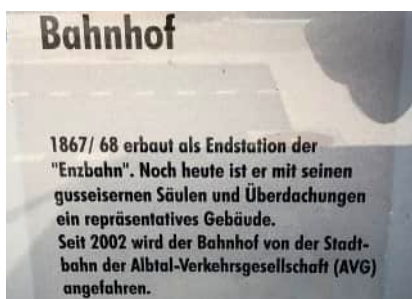 Bahnhof
1867/ 68 erbaut als Endstation der
"Enzbahn". Noch heute ist er mit seinen
gusseisernen Säulen und Überdachungen
ein repräsentatives Gebäude.
Seit 2002 wird der Bahnhof von der Stadt-
bahn der Albtal-Verkehrsgesellschaft (AVG)
angefahren.